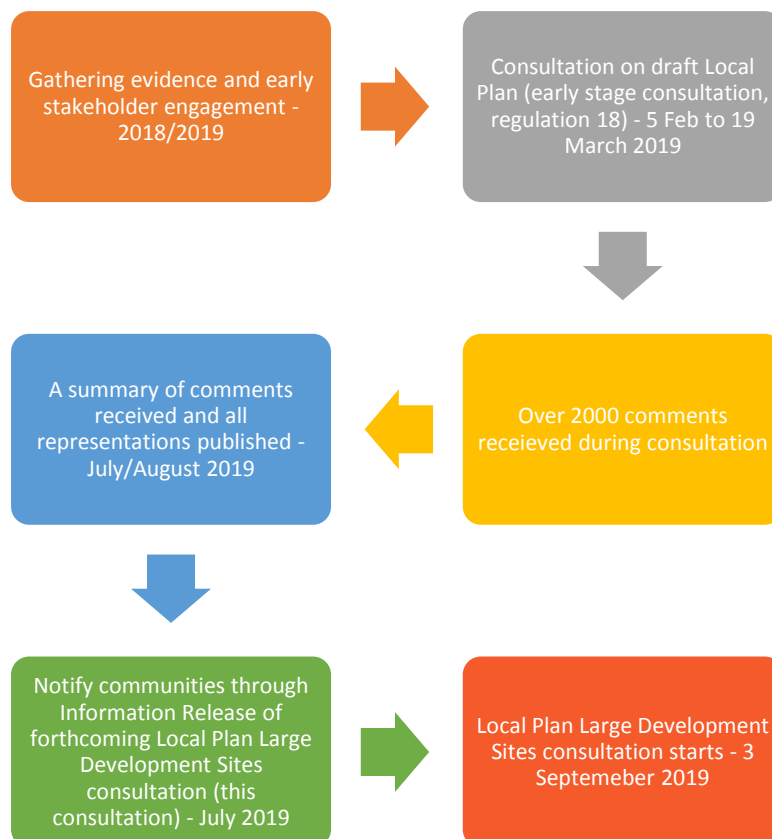 Gathering evidence and early
stakeholder engagement -
2018/2019
Consultation on draft Local
Plan (early stage consultation,
regulation 18) - 5 Feb to 19
March 2019
Over 2000 comments
receieved during consultation
A summary of comments
received and all
representations published -
July/August 2019
Notify communities through
Information Release of
forthcoming Local Plan Large
Development Sites
consultation (this
consultation) - July 2019
Local Plan Large Development
Sites consultation starts - 3
Septemeber 2019